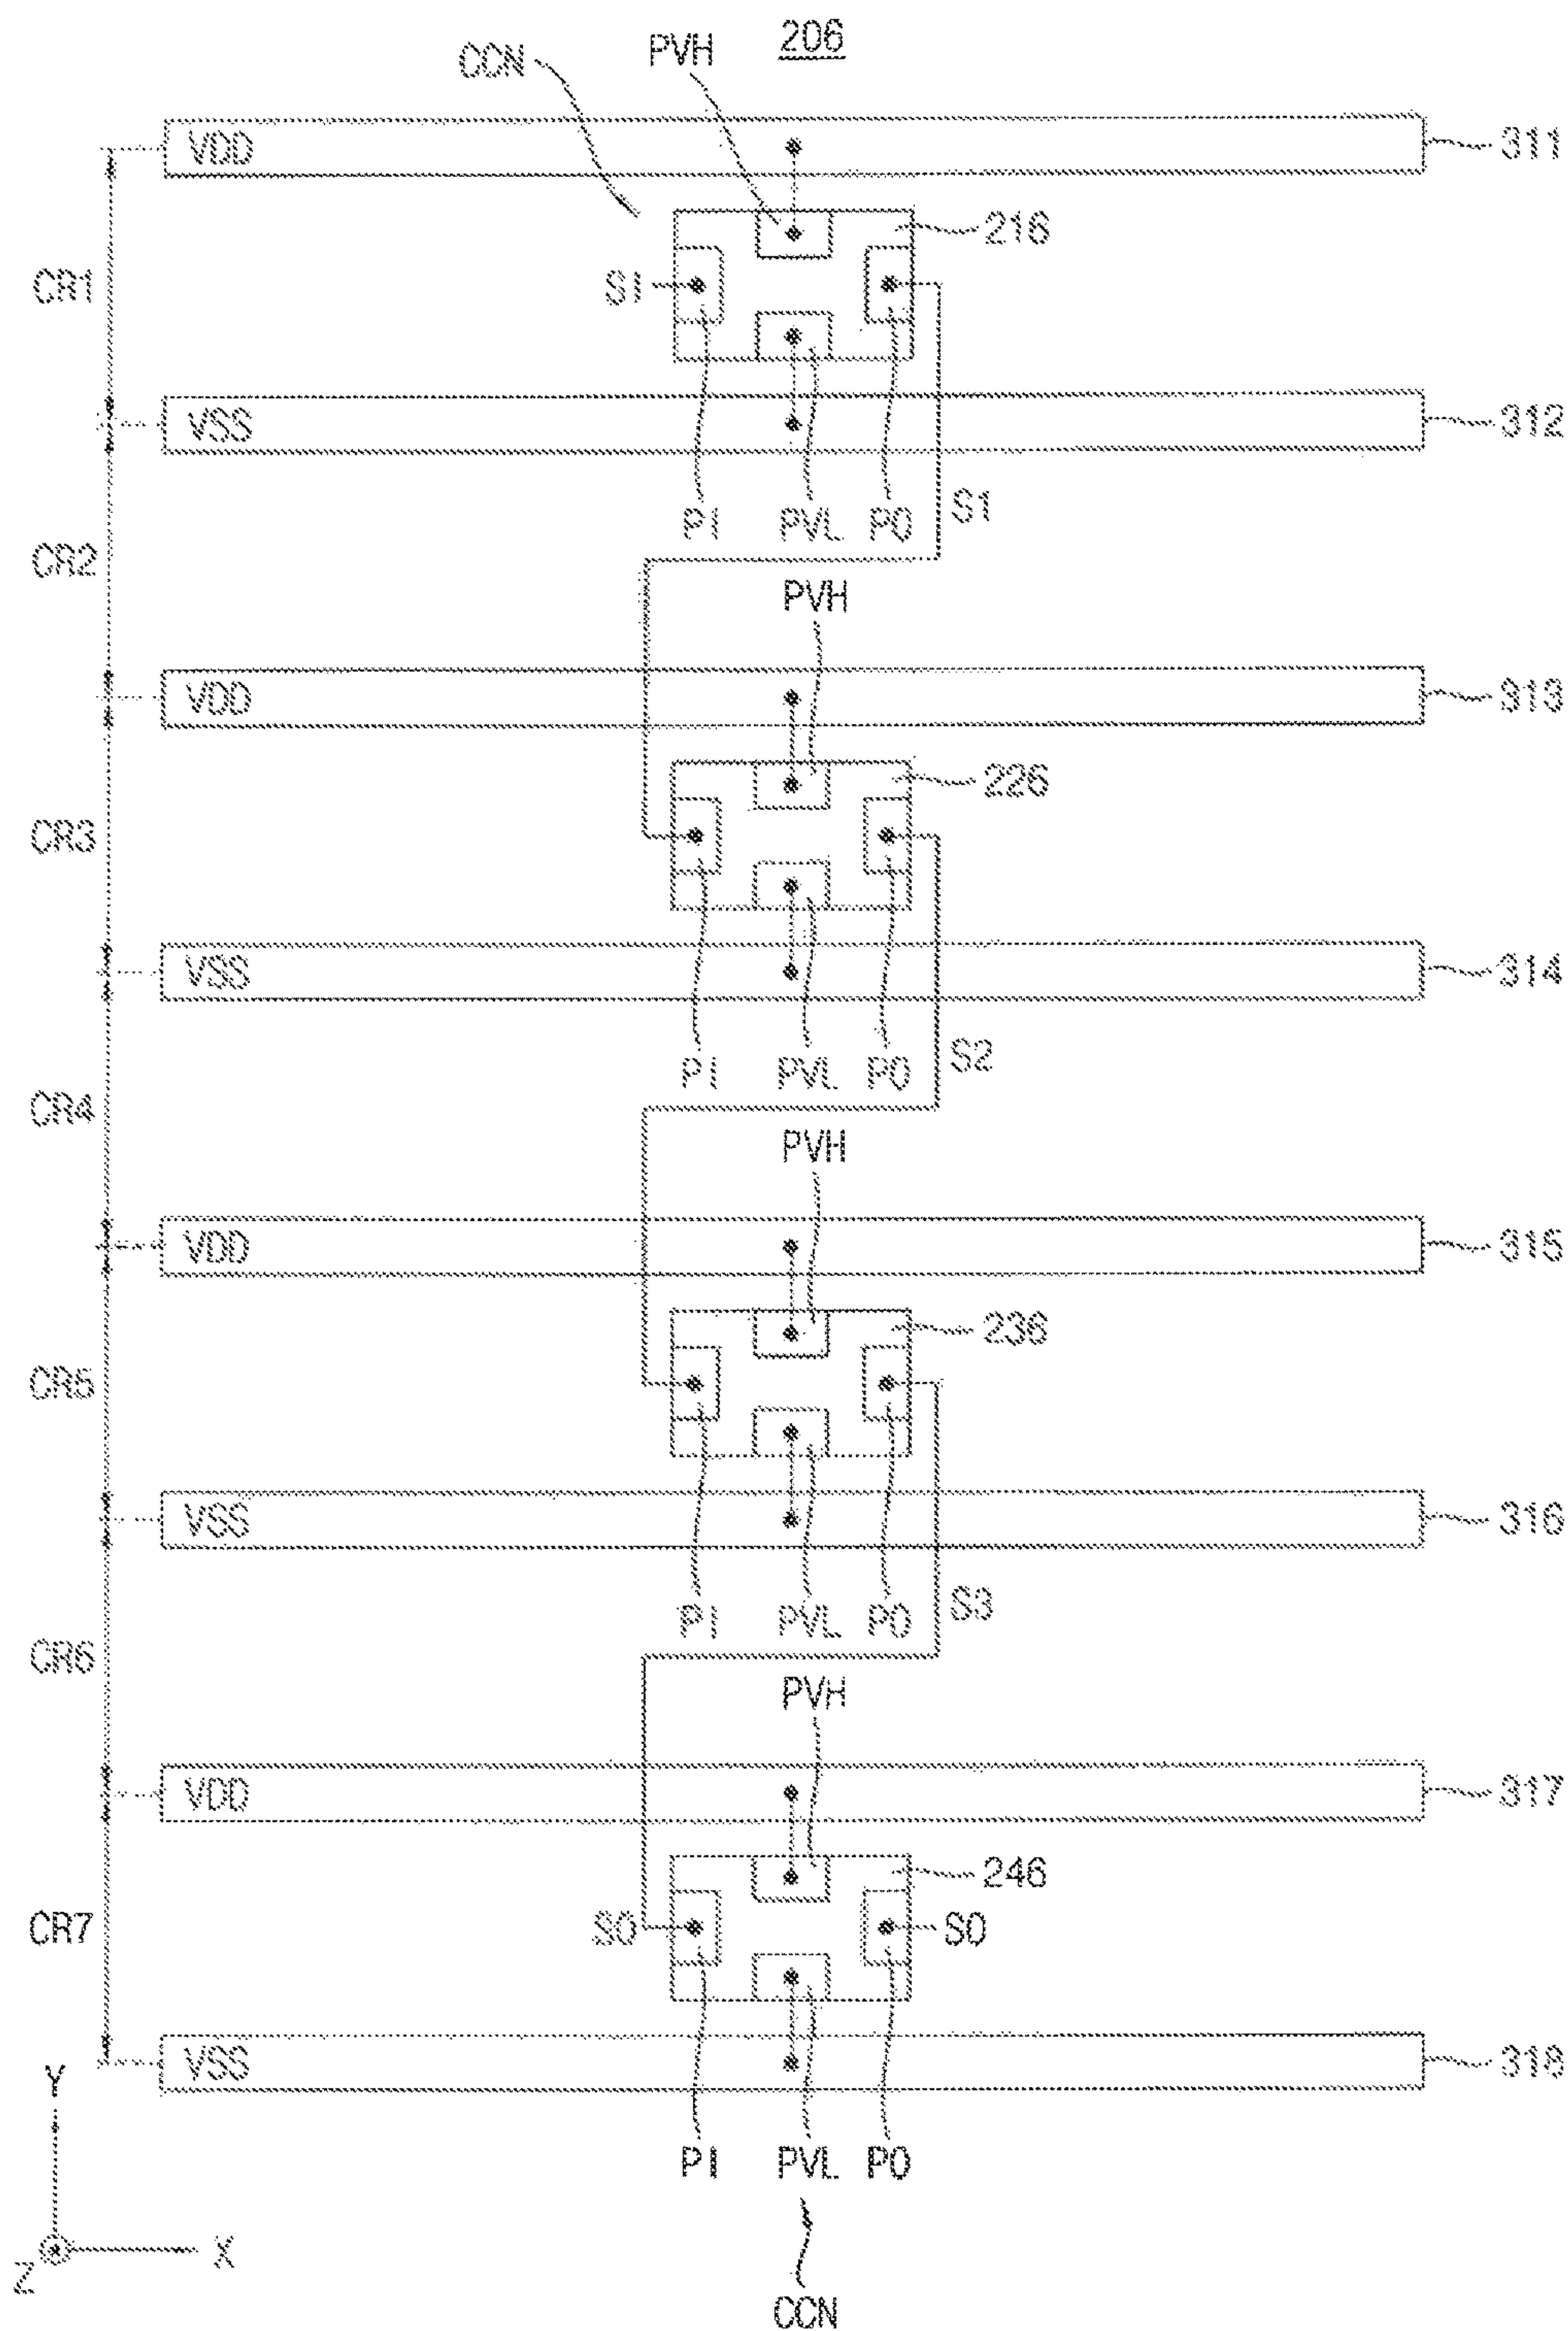 206
CCN PVH
VDD 311
216
CR1 SI
VSS 312
PI PVL PO S1
CR2
PVH
VDD 313
226
CR3
VSS 314
PI PVL PO S2
CR4
PVH
VDD 315
236
CR5
VSS 316
PI PVL PO S3
CR6
PVH
VDD 317
246
CR7 SO SO
VSS 318
Y
PI PVL PO
X
Z
CCN